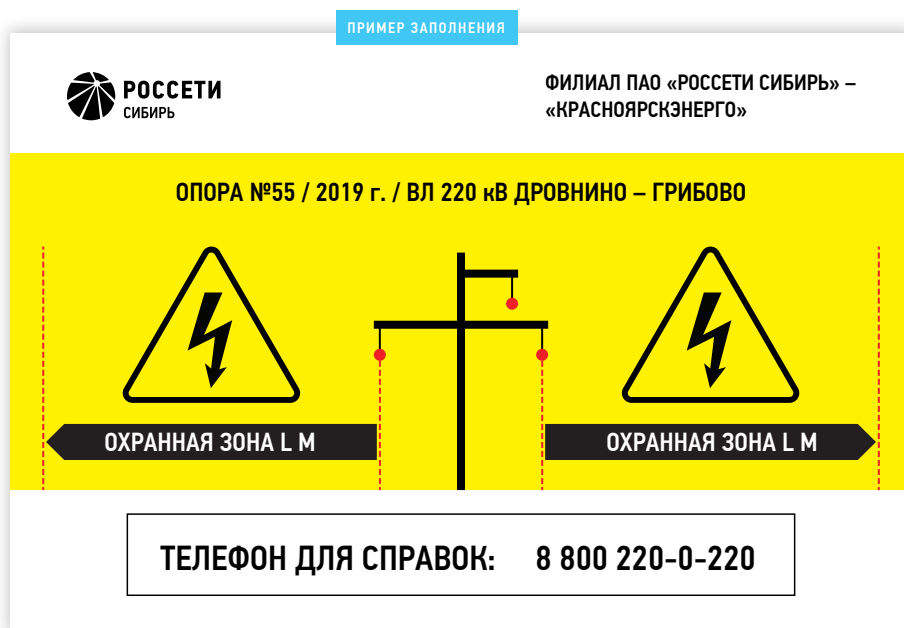 ПРИМЕР ЗАПОЛНЕНИЯ
РОССЕТИ
СИБИРЬ
ФИЛИАЛ ПАО «РОССЕТИ СИБИРЬ» –
«КРАСНОЯРСКЭНЕРГО»
ОПОРА №55 / 2019 г. / ВЛ 220 кВ ДРОВНИНО – ГРИБОВО
ОХРАННАЯ ЗОНА L М
ОХРАННАЯ ЗОНА L М
ТЕЛЕФОН ДЛЯ СПРАВОК: 8 800 220-0-220